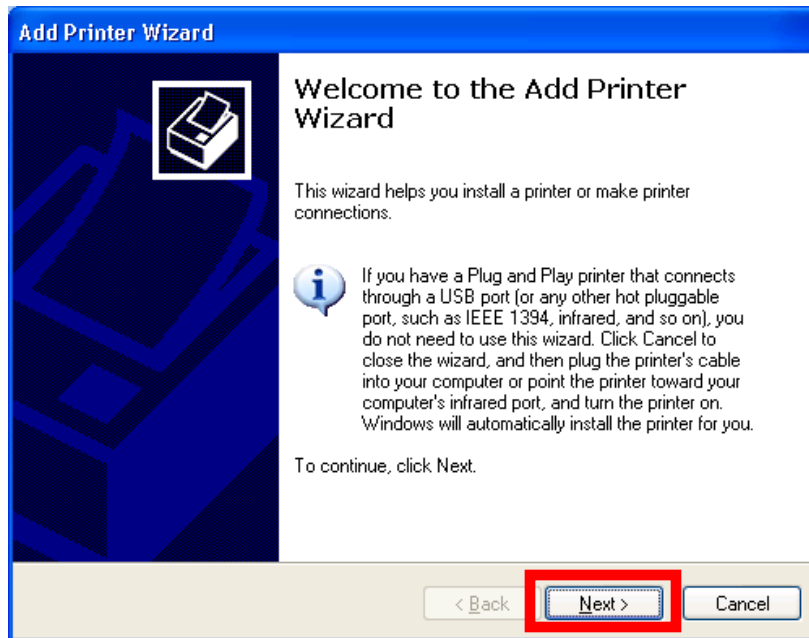 Add Printer Wizard
Welcome to the Add Printer
Wizard
This wizard helps you install a printer or make printer
connections.
If you have a Plug and Play printer that connects
through a USB port (or any other hot pluggable
port, such as IEEE 1394, infrared, and so on), you
do not need to use this wizard. Click Cancel to
close the wizard, and then plug the printer's cable
into your computer or point the printer toward your
computer's infrared port, and turn the printer on.
Windows will automatically install the printer for you.
To continue, click Next.
< Back Next > Cancel